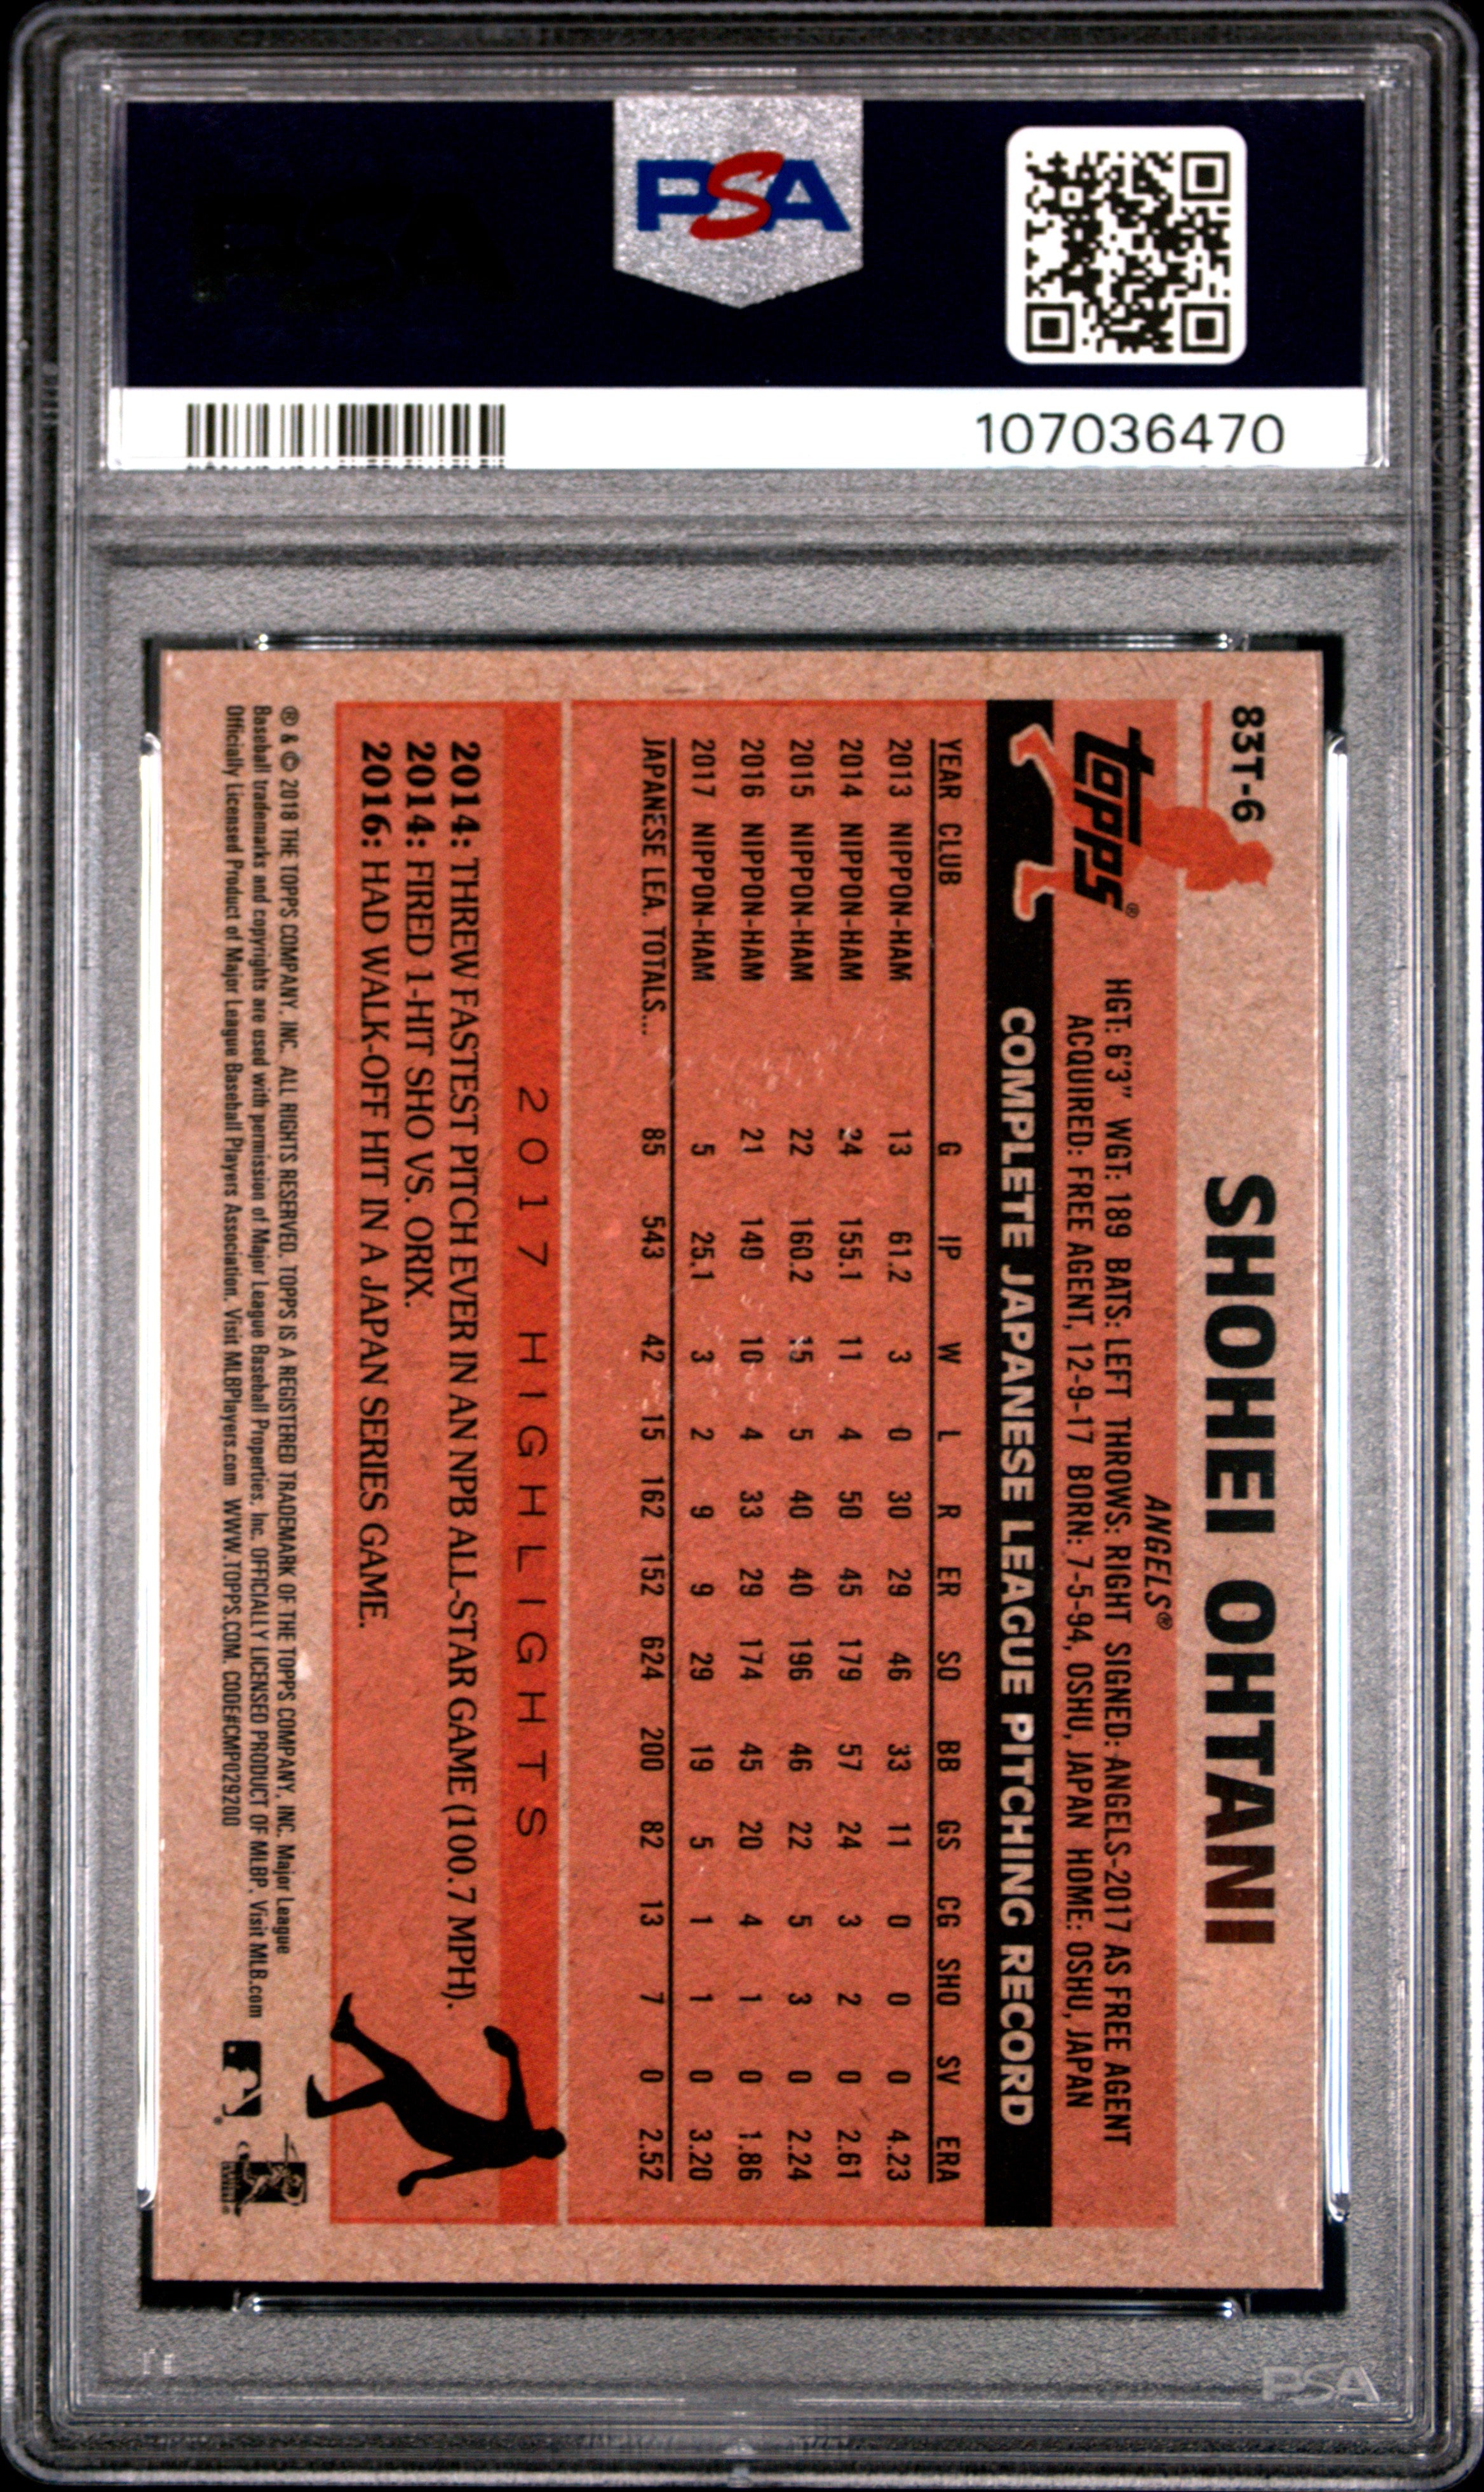 PSA
107036470
83T-6
SHOHEI OHTANI
ANGELS®
topps®
HGT: 6'3" WGT: 189 BATS: LEFT THROWS: RIGHT SIGNED: ANGELS-2017 AS FREE AGENT
ACQUIRED: FREE AGENT, 12-9-17 BORN: 7-5-94, OSHU, JAPAN HOME: OSHU, JAPAN
COMPLETE JAPANESE LEAGUE PITCHING RECORD
YEAR CLUB G IP W L R ER SO BB GS CG SHO SV ERA
2013 NIPPON-HAM 13 61.2 3 0 30 29 46 33 11 0 0 0 4.23
2014 NIPPON-HAM 24 155.1 11 4 50 45 179 57 24 3 2 0 2.61
2015 NIPPON-HAM 22 160.2 15 5 40 40 196 46 22 5 3 0 2.24
2016 NIPPON-HAM 21 140 10 4 33 29 174 45 20 4 1 0 1.86
2017 NIPPON-HAM 5 25.1 3 2 9 9 29 19 5 1 1 0 3.20
JAPANESE LEA. TOTALS... 85 543 42 15 162 152 624 200 82 13 7 0 2.52
2017 HIGHLIGHTS
2014: THREW FASTEST PITCH EVER IN AN NPB ALL-STAR GAME (100.7 MPH).
2014: FIRED 1-HIT SHO VS. ORIX.
2016: HAD WALK-OFF HIT IN A JAPAN SERIES GAME.
® & © 2018 THE TOPPS COMPANY, INC. ALL RIGHTS RESERVED. TOPPS IS A REGISTERED TRADEMARK OF THE TOPPS COMPANY, INC. Major League
Baseball trademarks and copyrights are used with permission of Major League Baseball Properties, Inc. OFFICIALLY LICENSED PRODUCT OF MLBP. Visit MLB.com
Officially Licensed Product of Major League Baseball Players Association. Visit MLBPlayers.com WWW.TOPPS.COM. CODE#CMP029200
PSA